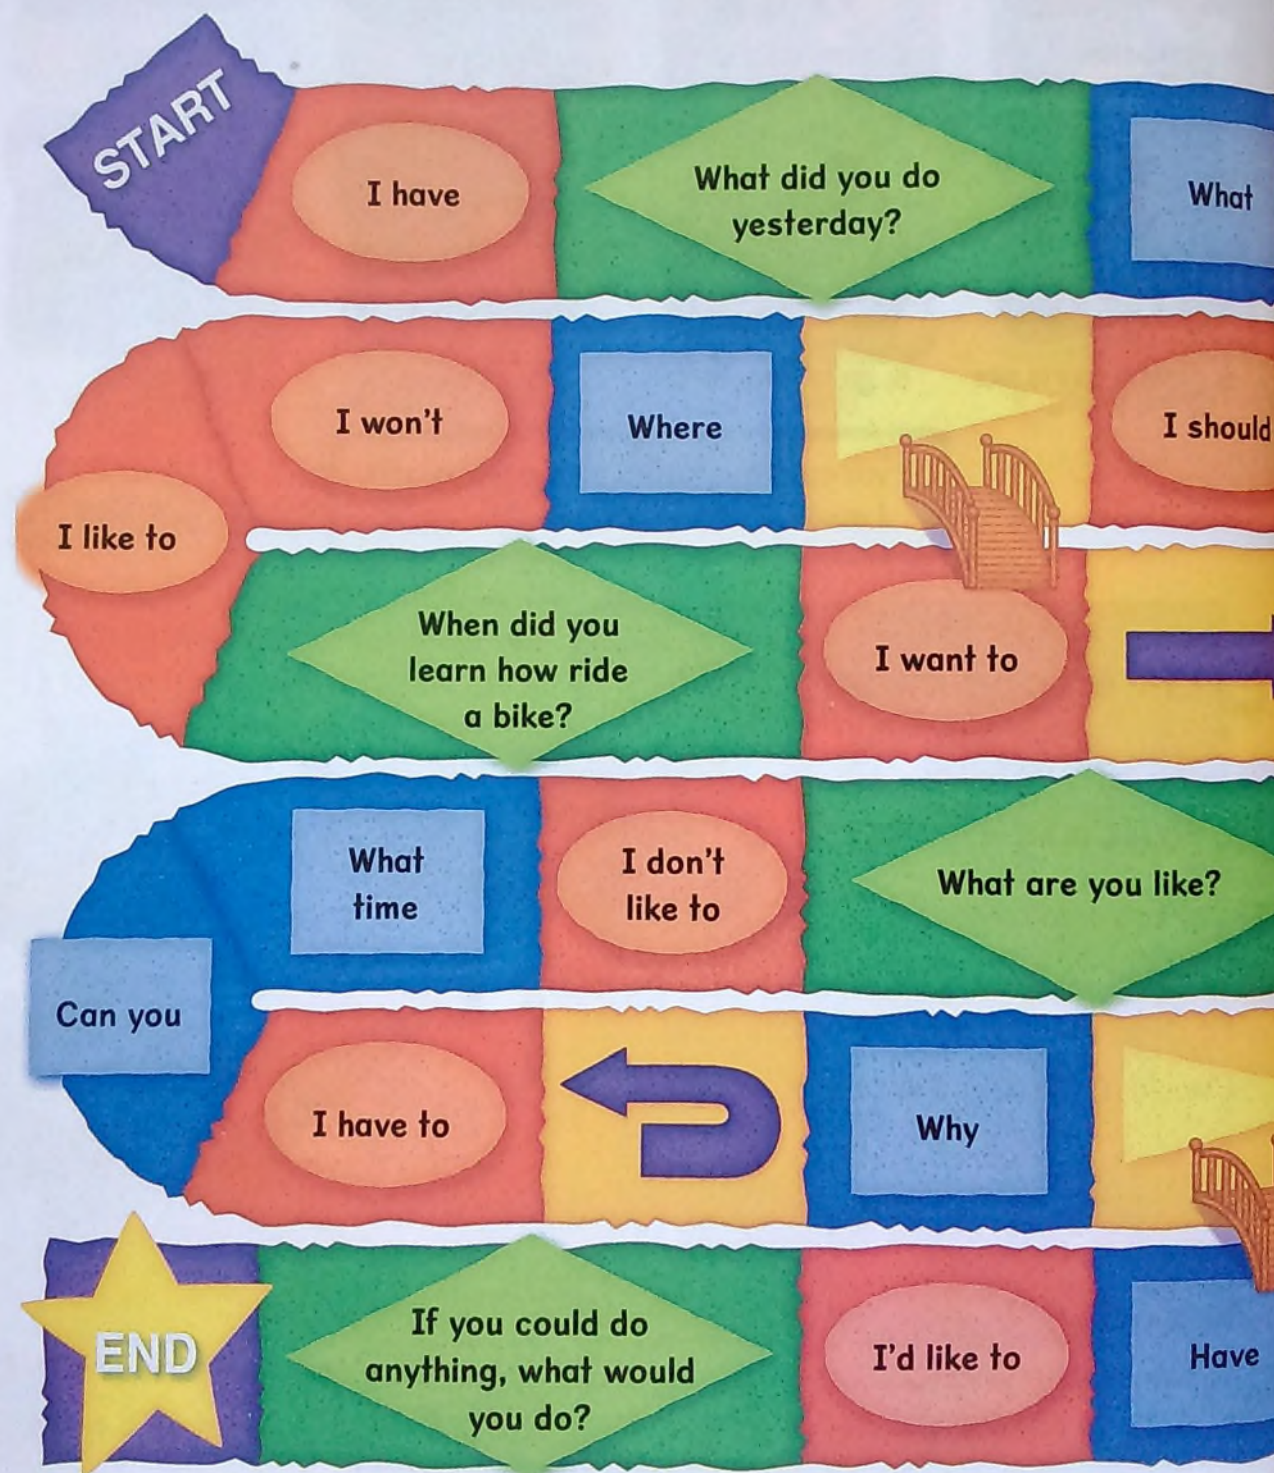 START
I have
What did you do
yesterday?
What
I won't
Where
I should
I like to
When did you
learn how ride
a bike?
I want to
What
time
I don't
like to
What are you like?
Can you
I have to
Why
END
If you could do
anything, what would
you do?
I'd like to
Have